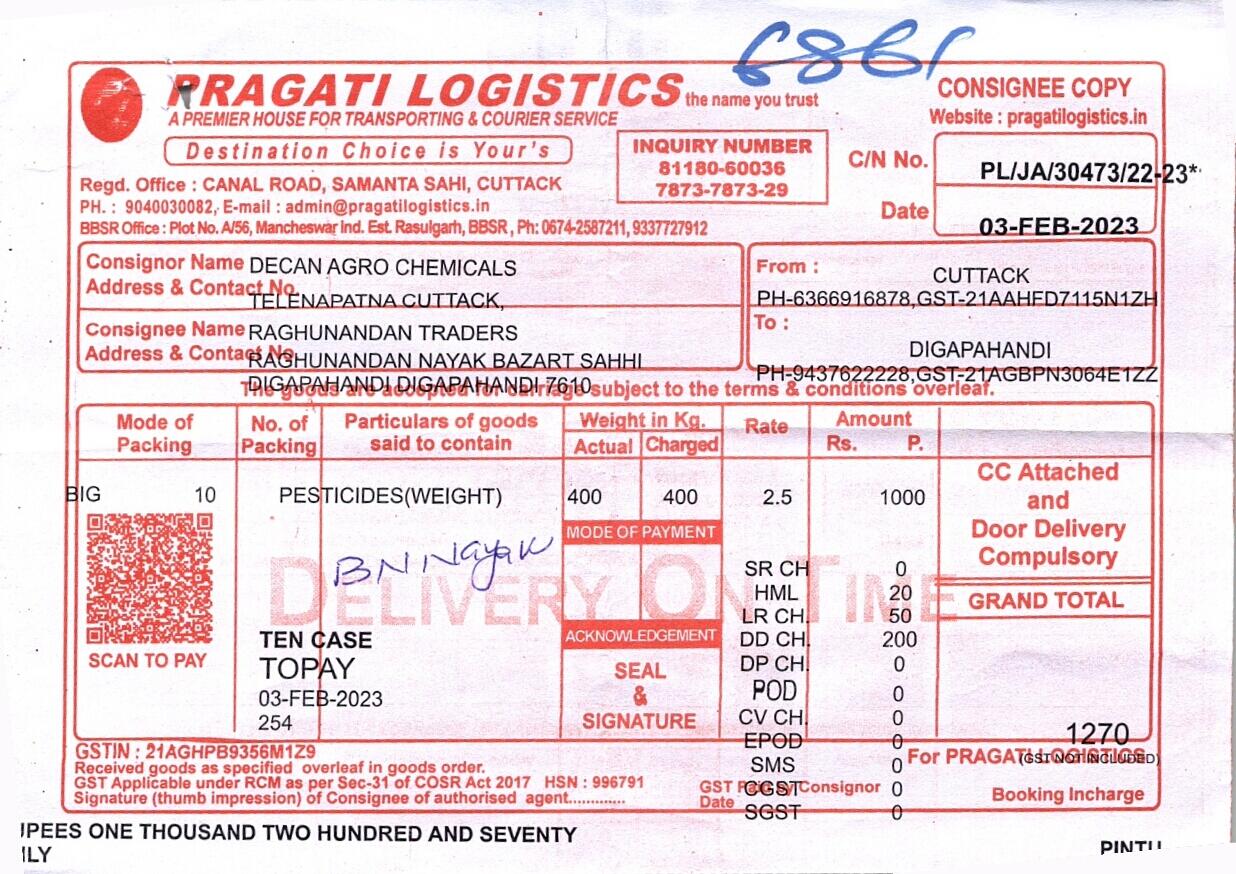 6861
PRAGATI LOGISTICS the name you trust
A PREMIER HOUSE FOR TRANSPORTING & COURIER SERVICE
Destination Choice is Your's
CONSIGNEE COPY
Website : pragatilogistics.in
INQUIRY NUMBER
81180-60036
7873-7873-29
C/N No. PL/JA/30473/22-23*
Date 03-FEB-2023
Regd. Office : CANAL ROAD, SAMANTA SAHI, CUTTACK
PH. : 9040030082, E-mail : admin@pragatilogistics.in
BBSR Office : Plot No. A/56, Mancheswar Ind. Est. Rasulgarh, BBSR, Ph: 0674-2587211, 9337727912
Consignor Name DECAN AGRO CHEMICALS
Address & Contact No. TELENAPATNA CUTTACK,
From : CUTTACK
PH-6366916878,GST-21AAHFD7115N1ZH
Consignee Name RAGHUNANDAN TRADERS
Address & Contact No. RAGHUNANDAN NAYAK BAZART SAHHI
DIGAPAHANDI DIGAPAHANDI 7610
To : DIGAPAHANDI
PH-9437622228,GST-21AGBPN3064E1ZZ
The goods are accepted for carriage subject to the terms & conditions overleaf.
Mode of Packing No. of Packing Particulars of goods said to contain Weight in Kg. Actual Charged Rate Amount Rs. P.
BIG 10 PESTICIDES(WEIGHT) 400 400 2.5 1000
CC Attached
and
Door Delivery
Compulsory
GRAND TOTAL
MODE OF PAYMENT
BN Nayak
DELIVERY ON TIME
SR CH 0
HML 20
LR CH. 50
DD CH. 200
DP CH. 0
POD 0
CV CH. 0
EPOD 0
SMS 0
CGST 0
SGST 0
SCAN TO PAY
TEN CASE
TOPAY
03-FEB-2023
254
ACKNOWLEDGEMENT
SEAL
&
SIGNATURE
1270
(GST NOT INCLUDED)
For PRAGATI LOGISTICS
Booking Incharge
GSTIN : 21AGHPB9356M1Z9
Received goods as specified overleaf in goods order.
GST Applicable under RCM as per Sec-31 of COSR Act 2017 HSN : 996791
Signature (thumb impression) of Consignee of authorised agent.............
GST Paid by Consignor
Date
IPEES ONE THOUSAND TWO HUNDRED AND SEVENTY
ILY
PINTU